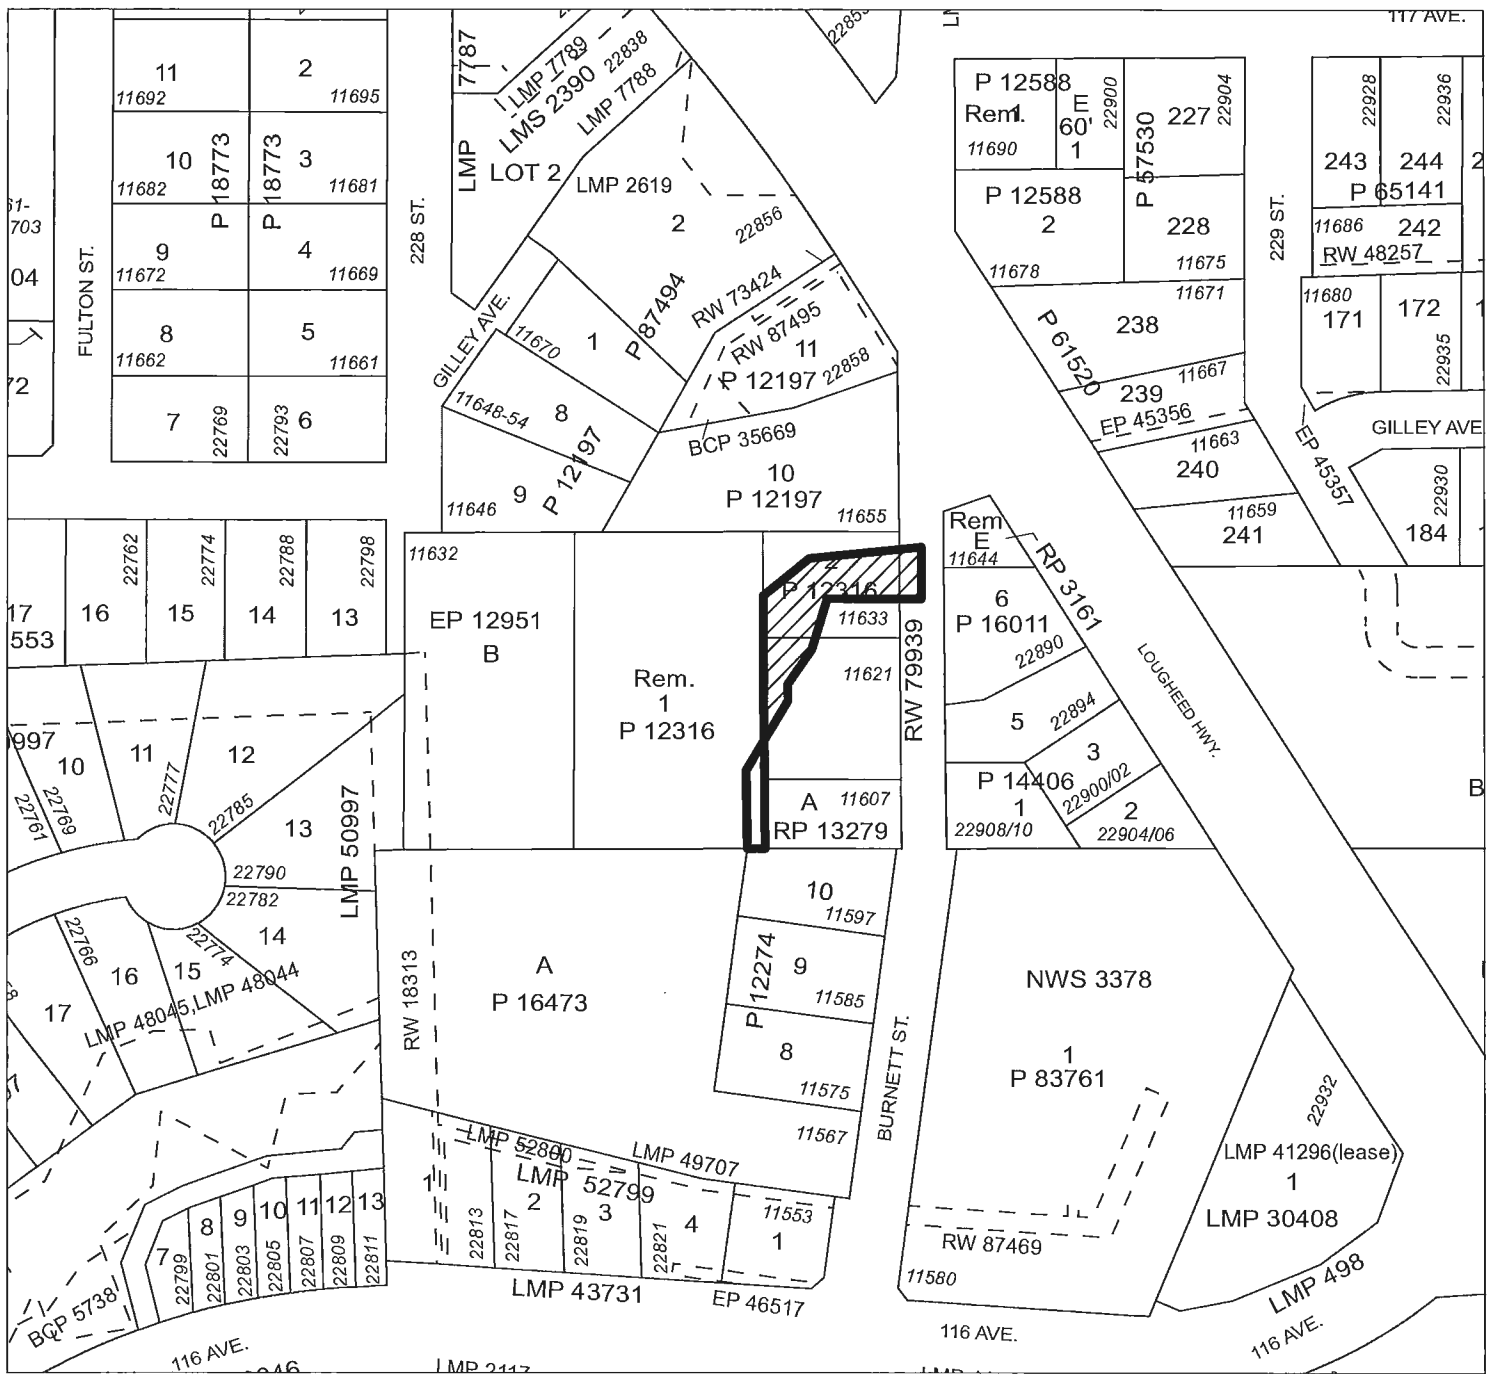 117 AVE.
11
11692
2
11695
10
11682
3
11681
P 18773
P 18773
9
11672
4
11669
8
11662
5
11661
7
22769
22793
6
FULTON ST.
703
04
72
228 ST.
LMP
7787
LMP 7789
22838
LMS 2390
LMP 7788
LOT 2
LMP 2619
2
22856
GILLEY AVE.
11670
1
P 87494
RW 73424
RW 87495
11
P 12197
22858
11648-54
8
P 12197
9
11646
BCP 35669
10
P 12197
11655
P 12588
Rem.
1
11690
E
60'
1
22900
P 57530
227
22904
P 12588
2
11678
228
11675
229 ST.
22928
22936
243
244
P 65141
11686
242
RW 48257
11680
171
172
22935
11671
238
P 61520
11667
239
EP 45356
11663
240
11659
241
EP 45357
GILLEY AVE
22930
184
17
553
16
22762
15
22774
14
22788
13
22798
11632
EP 12951
B
Rem.
1
P 12316
2
P 12316
11633
11621
A
11607
RP 13279
RW 79939
Rem
E
11644
RP 3161
6
P 16011
22890
5
22894
3
P 14406
22900/02
1
22908/10
2
22904/06
LOUGHEED HWY.
B
10
11
12
22761
22769
22777
22785
13
22790
22782
14
22774
15
16
22766
17
LMP 50997
LMP 48045,LMP 48044
RW 18313
A
P 16473
10
11597
P 12274
9
11585
8
11575
11567
BURNETT ST.
NWS 3378
1
P 83761
22932
LMP 41296(lease)
1
LMP 30408
RW 87469
11580
LMP 498
LMP 52800
LMP 49707
LMP 52799
1
2
3
4
11553
1
22813
22817
22819
22821
7
8
9
10
11
12
13
22799
22801
22803
22805
22807
22809
22811
BCP 5738
LMP 43731
EP 46517
116 AVE.
116 AVE.
116 AVE.
LMP 2117